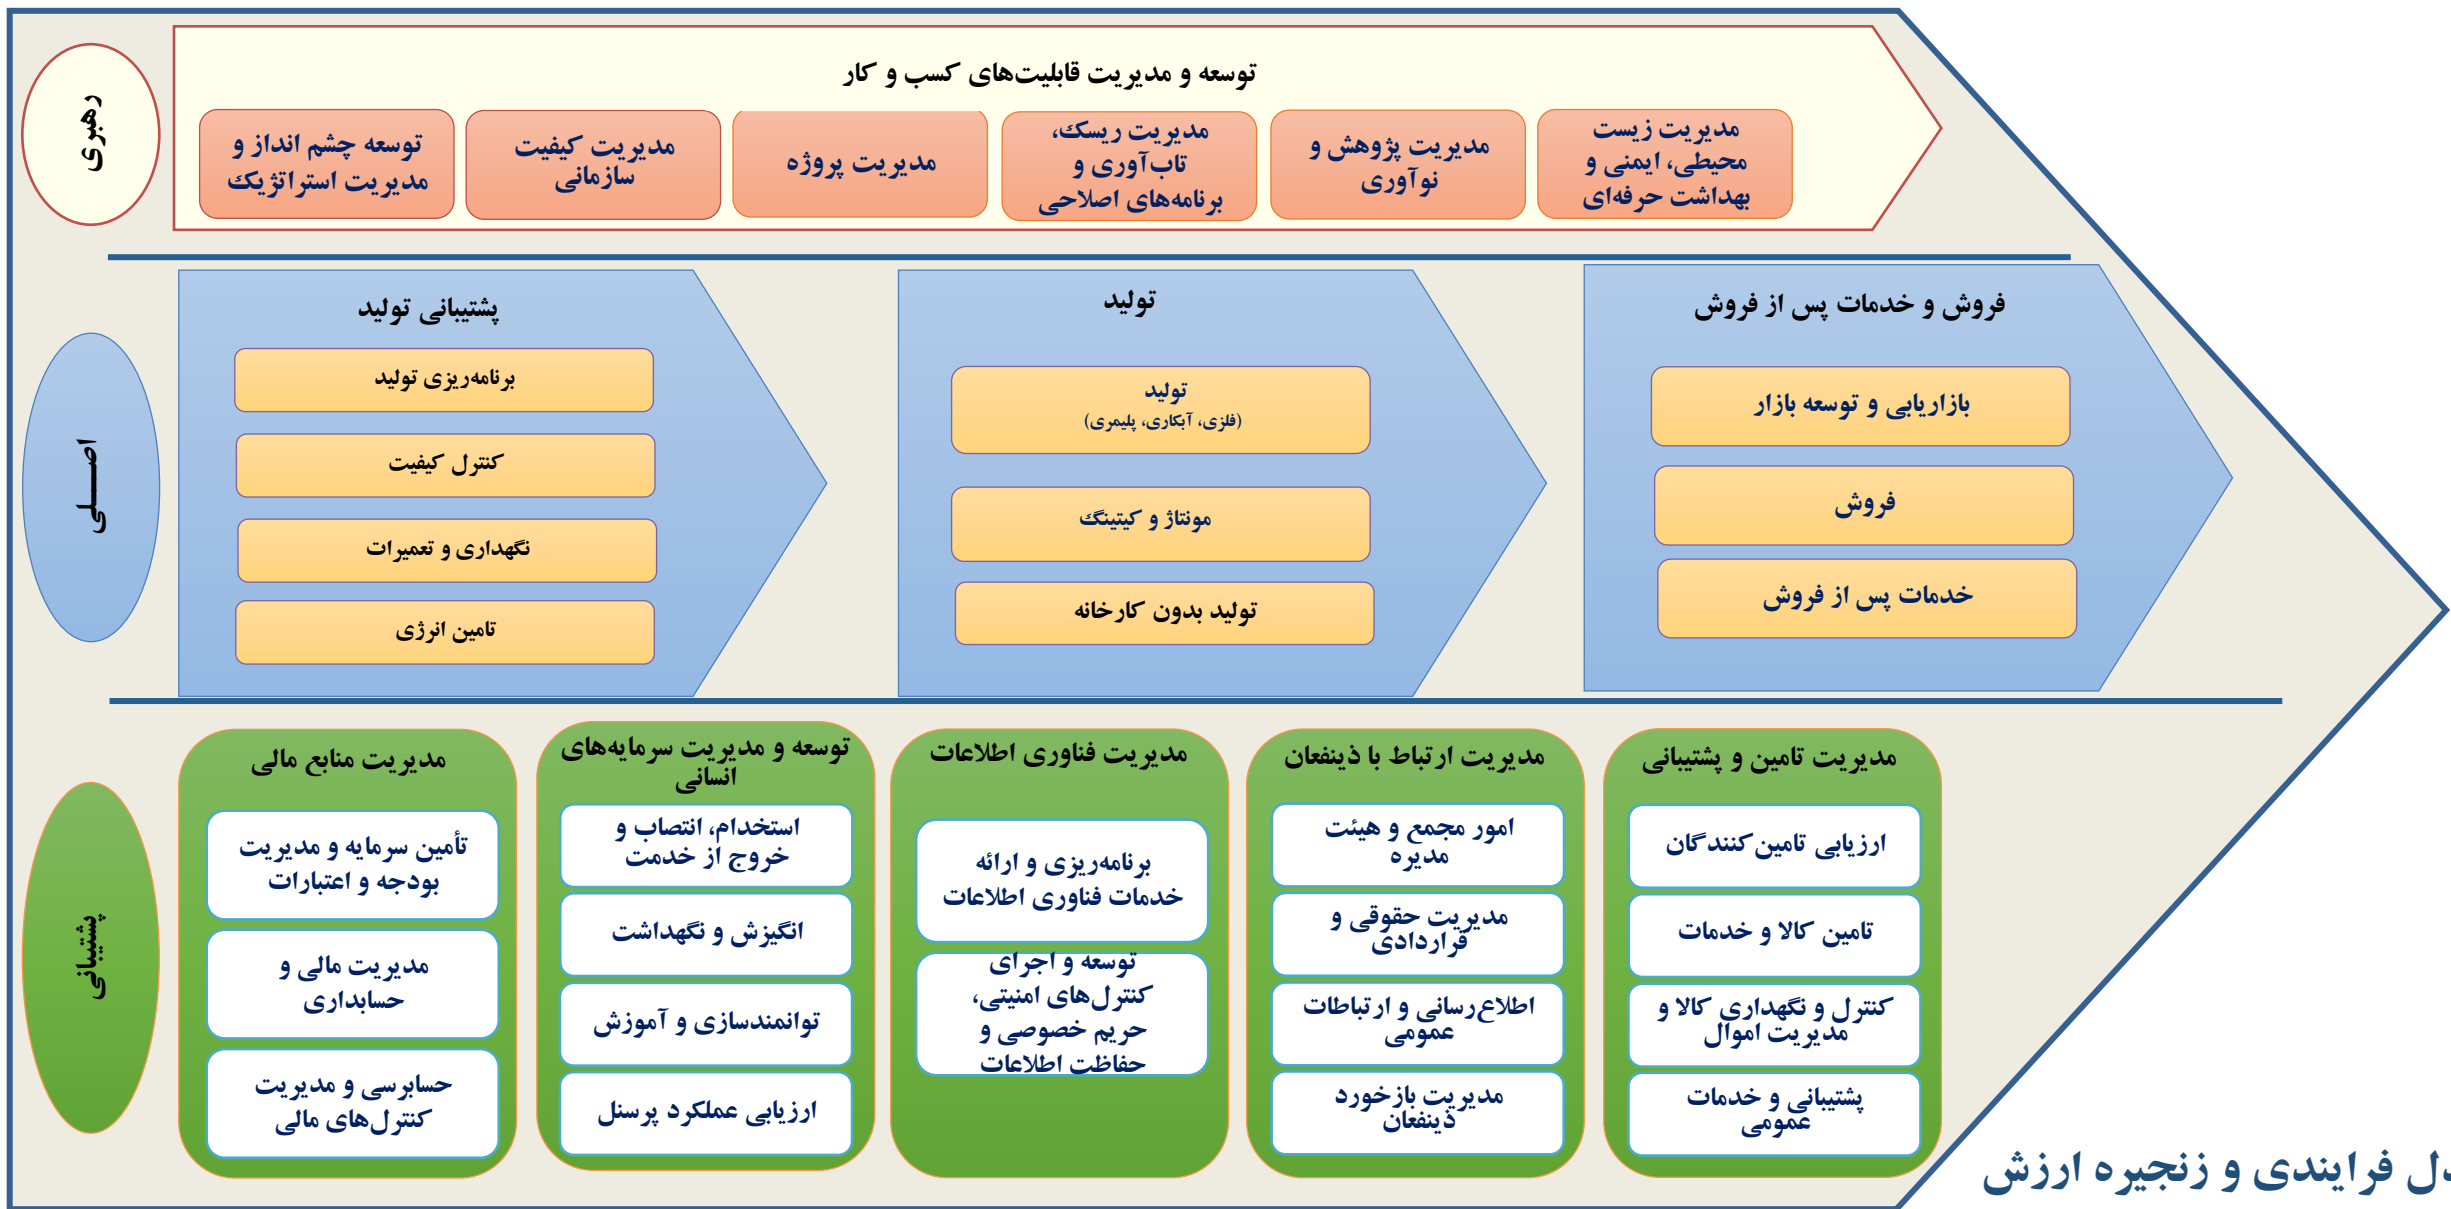 رهبری
توسعه و مدیریت قابلیت‌های کسب و کار
توسعه چشم انداز و
مدیریت استراتژیک
مدیریت کیفیت
سازمانی
مدیریت پروژه
مدیریت ریسک،
تاب‌آوری و
برنامه‌های اصلاحی
مدیریت پژوهش و
نوآوری
مدیریت زیست
محیطی، ایمنی و
بهداشت حرفه‌ای
اصــــلی
پشتیبانی تولید
برنامه‌ریزی تولید
کنترل کیفیت
نگهداری و تعمیرات
تامین انرژی
تولید
تولید
(فلزی، آبکاری، پلیمری)
مونتاژ و کیتینگ
تولید بدون کارخانه
فروش و خدمات پس از فروش
بازاریابی و توسعه بازار
فروش
خدمات پس از فروش
پشتیبانی
مدیریت منابع مالی
تأمین سرمایه و مدیریت
بودجه و اعتبارات
مدیریت مالی و
حسابداری
حسابرسی و مدیریت
کنترل‌های مالی
توسعه و مدیریت سرمایه‌های
انسانی
استخدام، انتصاب و
خروج از خدمت
انگیزش و نگهداشت
توانمندسازی و آموزش
ارزیابی عملکرد پرسنل
مدیریت فناوری اطلاعات
برنامه‌ریزی و ارائه
خدمات فناوری اطلاعات
توسعه و اجرای
کنترل‌های امنیتی،
حریم خصوصی و
حفاظت اطلاعات
مدیریت ارتباط با ذینفعان
امور مجمع و هیئت
مدیره
مدیریت حقوقی و
قراردادی
اطلاع‌رسانی و ارتباطات
عمومی
مدیریت بازخورد
ذینفعان
مدیریت تامین و پشتیبانی
ارزیابی تامین‌کنندگان
تامین کالا و خدمات
کنترل و نگهداری کالا و
مدیریت اموال
پشتیبانی و خدمات
عمومی
فرایندی و زنجیره ارزش